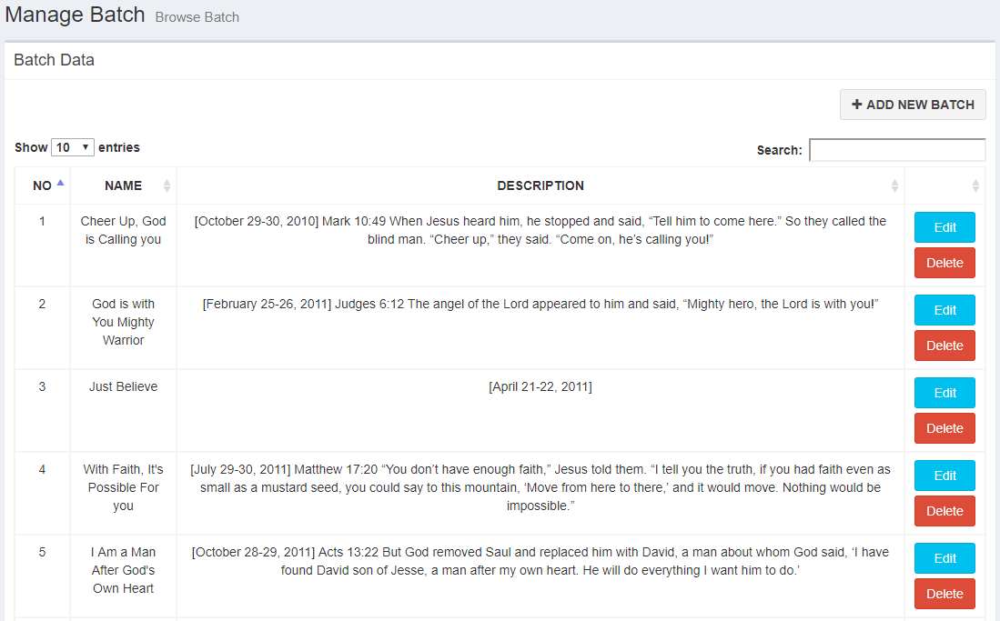 Manage Batch Browse Batch
Batch Data
+ ADD NEW BATCH
Show 10 entries
Search:
NO NAME DESCRIPTION
1
Cheer Up, God
is Calling you
[October 29-30, 2010] Mark 10:49 When Jesus heard him, he stopped and said, “Tell him to come here.” So they called the
blind man. “Cheer up,” they said. “Come on, he’s calling you!”
Edit
Delete
2
God is with
You Mighty
Warrior
[February 25-26, 2011] Judges 6:12 The angel of the Lord appeared to him and said, “Mighty hero, the Lord is with you!”
Edit
Delete
3
Just Believe
[April 21-22, 2011]
Edit
Delete
4
With Faith, It's
Possible For
you
[July 29-30, 2011] Matthew 17:20 “You don’t have enough faith,” Jesus told them. “I tell you the truth, if you had faith even as
small as a mustard seed, you could say to this mountain, ‘Move from here to there,’ and it would move. Nothing would be
impossible.”
Edit
Delete
5
I Am a Man
After God's
Own Heart
[October 28-29, 2011] Acts 13:22 But God removed Saul and replaced him with David, a man about whom God said, ‘I have
found David son of Jesse, a man after my own heart. He will do everything I want him to do.’
Edit
Delete